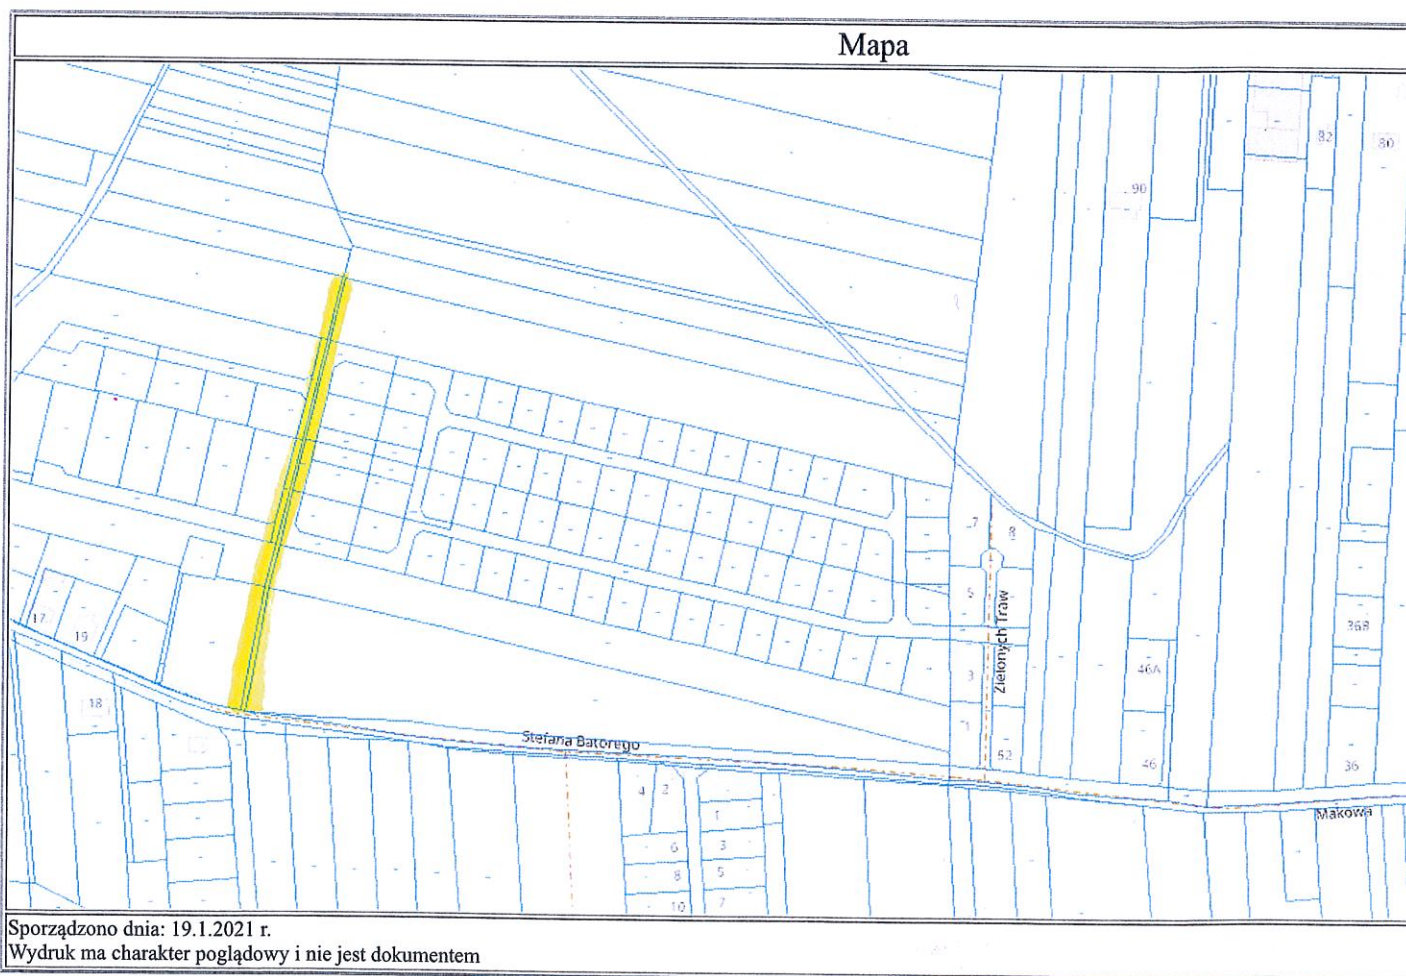 Mapa
82
80
90
7
8
5
17
19
Zielonych Traw
36B
3
46A
18
1
Stefana Batorego
52
46
36
4 2
1
Makowa
6
3
8
5
10
7
Sporządzono dnia: 19.1.2021 r.
Wydruk ma charakter poglądowy i nie jest dokumentem